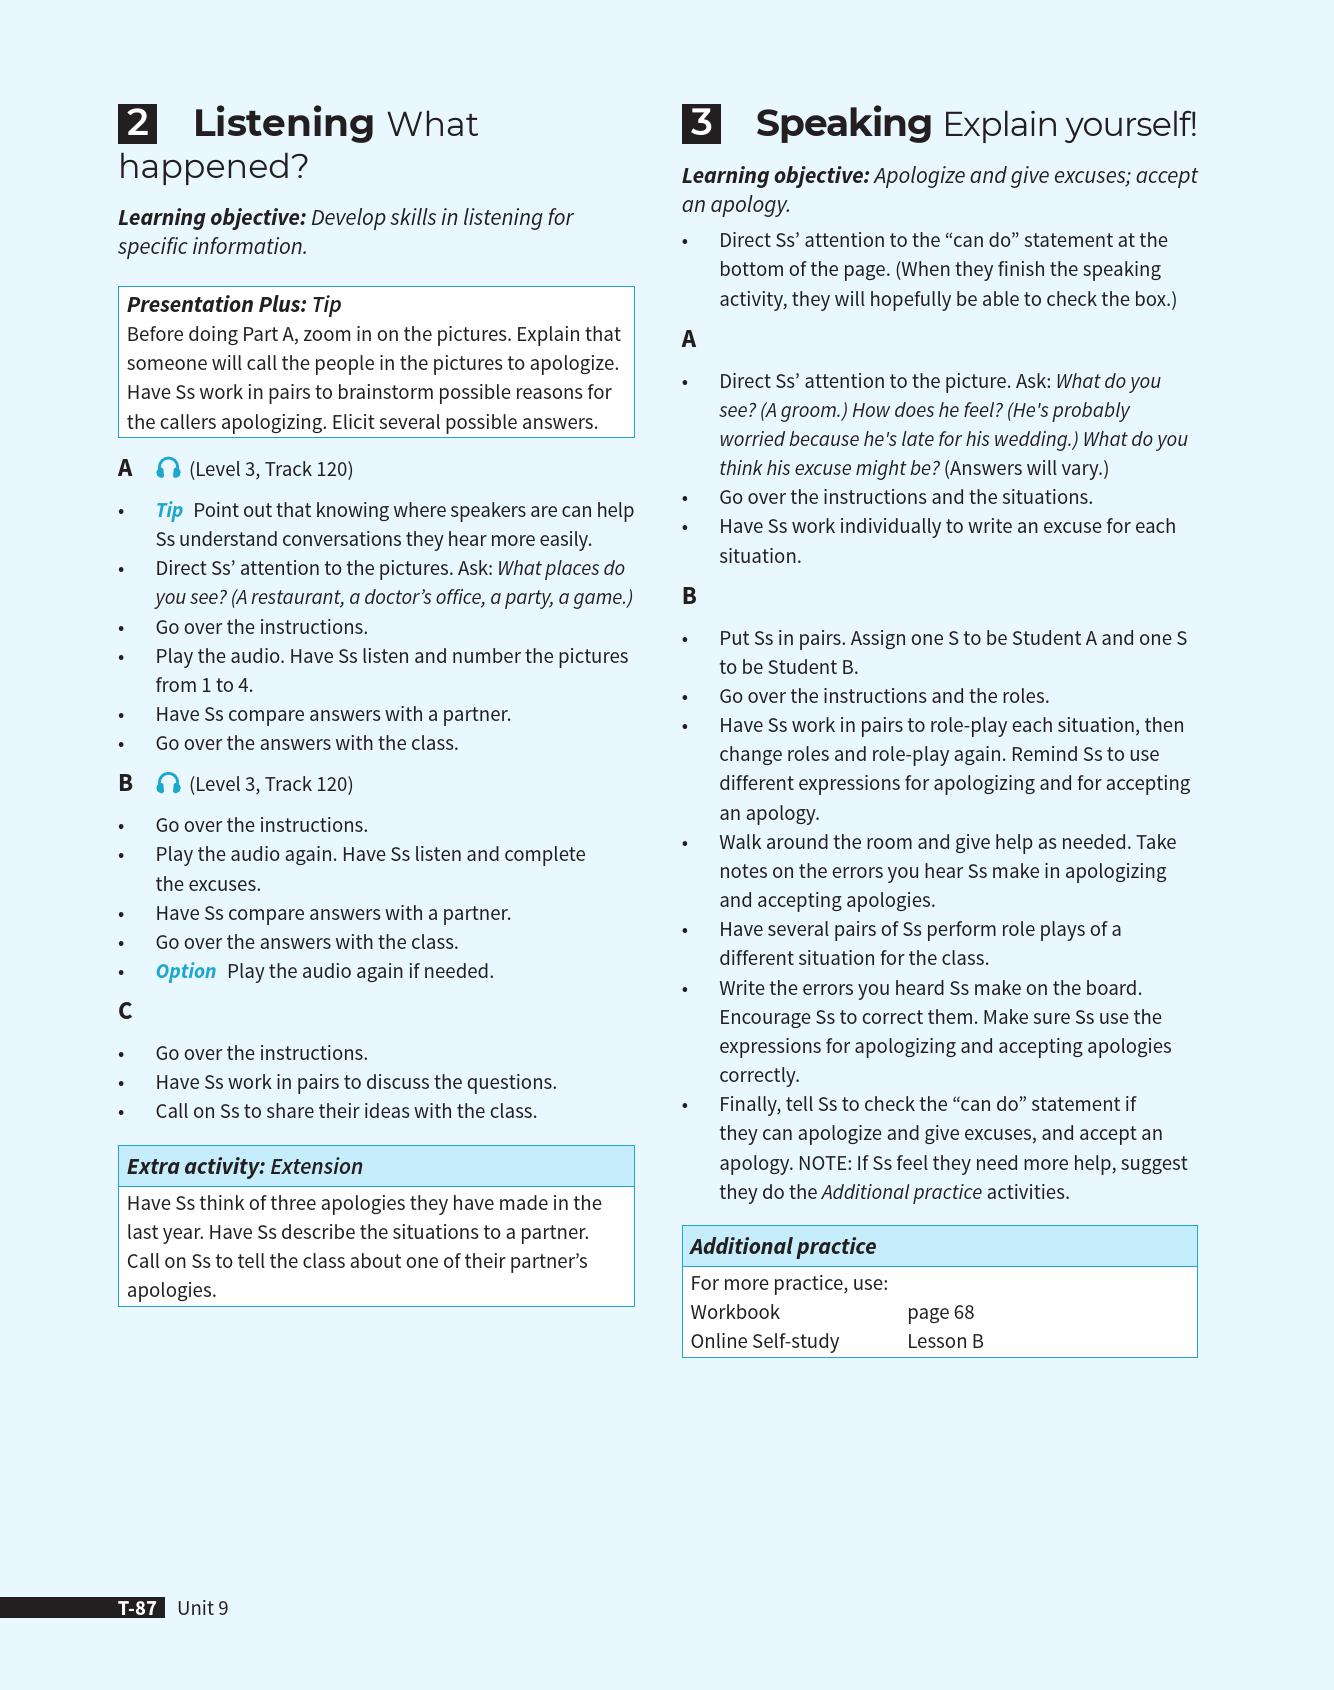 2 Listening What
happened?
Learning objective: Develop skills in listening for
specific information.
Presentation Plus: Tip
Before doing Part A, zoom in on the pictures. Explain that
someone will call the people in the pictures to apologize.
Have Ss work in pairs to brainstorm possible reasons for
the callers apologizing. Elicit several possible answers.
A (Level 3, Track 120)
• Tip Point out that knowing where speakers are can help
Ss understand conversations they hear more easily.
• Direct Ss’ attention to the pictures. Ask: What places do
you see? (A restaurant, a doctor’s office, a party, a game.)
• Go over the instructions.
• Play the audio. Have Ss listen and number the pictures
from 1 to 4.
• Have Ss compare answers with a partner.
• Go over the answers with the class.
B (Level 3, Track 120)
• Go over the instructions.
• Play the audio again. Have Ss listen and complete
the excuses.
• Have Ss compare answers with a partner.
• Go over the answers with the class.
• Option Play the audio again if needed.
C
• Go over the instructions.
• Have Ss work in pairs to discuss the questions.
• Call on Ss to share their ideas with the class.
Extra activity: Extension
Have Ss think of three apologies they have made in the
last year. Have Ss describe the situations to a partner.
Call on Ss to tell the class about one of their partner’s
apologies.
3 Speaking Explain yourself!
Learning objective: Apologize and give excuses; accept
an apology.
• Direct Ss’ attention to the “can do” statement at the
bottom of the page. (When they finish the speaking
activity, they will hopefully be able to check the box.)
A
• Direct Ss’ attention to the picture. Ask: What do you
see? (A groom.) How does he feel? (He's probably
worried because he's late for his wedding.) What do you
think his excuse might be? (Answers will vary.)
• Go over the instructions and the situations.
• Have Ss work individually to write an excuse for each
situation.
B
• Put Ss in pairs. Assign one S to be Student A and one S
to be Student B.
• Go over the instructions and the roles.
• Have Ss work in pairs to role-play each situation, then
change roles and role-play again. Remind Ss to use
different expressions for apologizing and for accepting
an apology.
• Walk around the room and give help as needed. Take
notes on the errors you hear Ss make in apologizing
and accepting apologies.
• Have several pairs of Ss perform role plays of a
different situation for the class.
• Write the errors you heard Ss make on the board.
Encourage Ss to correct them. Make sure Ss use the
expressions for apologizing and accepting apologies
correctly.
• Finally, tell Ss to check the “can do” statement if
they can apologize and give excuses, and accept an
apology. NOTE: If Ss feel they need more help, suggest
they do the Additional practice activities.
Additional practice
For more practice, use:
Workbook page 68
Online Self-study Lesson B
T-87 Unit 9